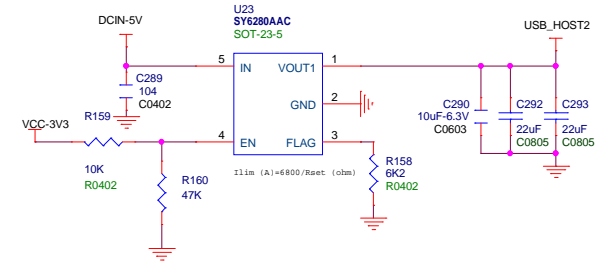 U23
SY6280AAC
SOT-23-5
DCIN-5V
USB_HOST2
5
IN
VOUT1
1
C289
104
C0402
GND
2
C290
10uF-6.3V
C0603
C292
22uF
C0805
C293
22uF
C0805
R159
VCC-3V3
4
EN
FLAG
3
10K
R0402
R160
47K
Ilim (A)=6800/Rset (ohm)
R158
6K2
R0402